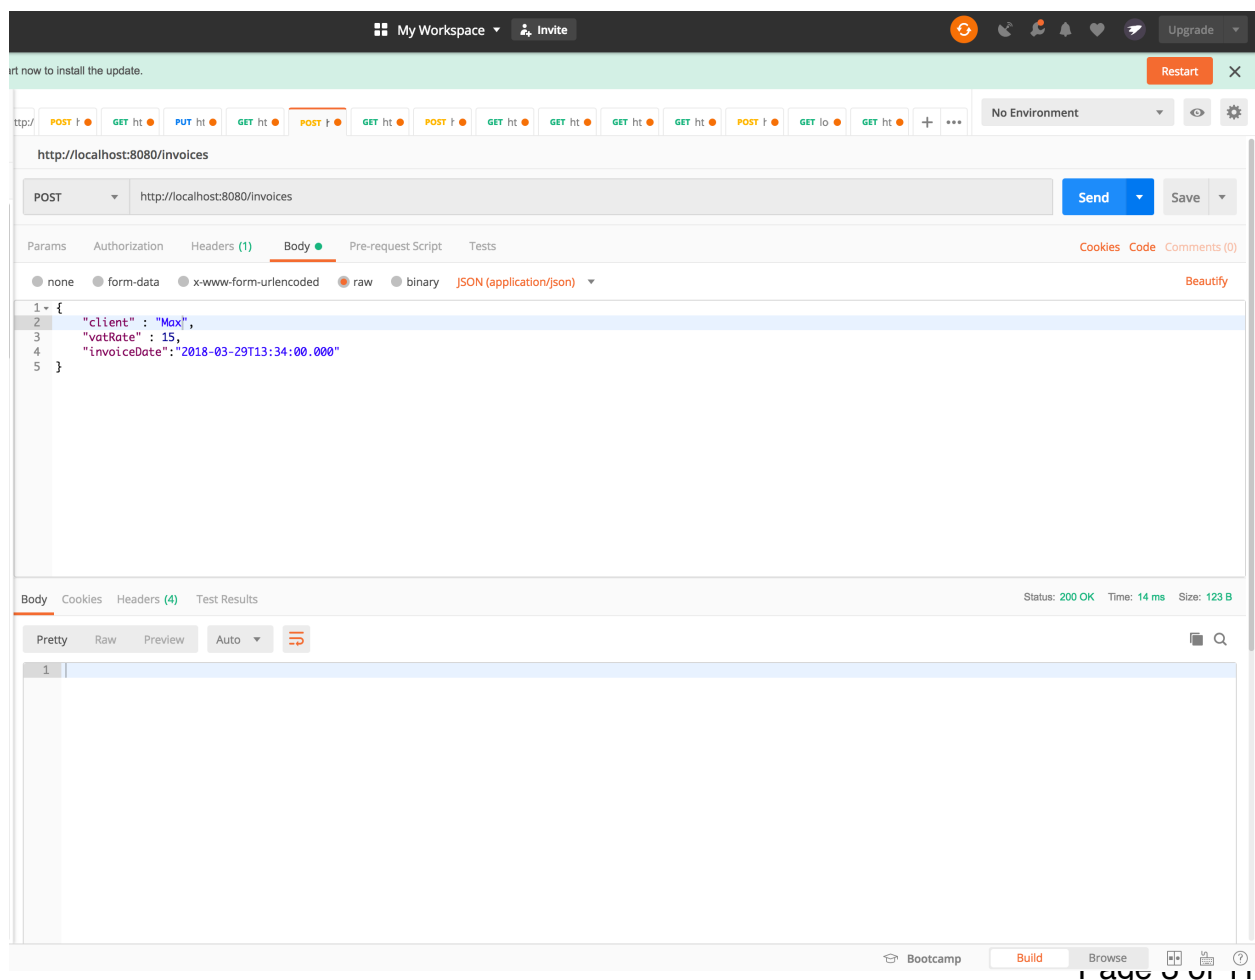 My Workspace Invite Upgrade
rt now to install the update. Restart
ttp:/ POST h GET ht PUT ht GET ht POST h GET ht POST h GET ht GET ht GET ht GET ht POST h GET lo GET ht + ••• No Environment
http://localhost:8080/invoices
POST http://localhost:8080/invoices Send Save
Params Authorization Headers (1) Body Pre-request Script Tests Cookies Code Comments (0)
none form-data x-www-form-urlencoded raw binary JSON (application/json) Beautify
1 {
2 "client" : "Max",
3 "vatRate" : 15,
4 "invoiceDate":"2018-03-29T13:34:00.000"
5 }
Body Cookies Headers (4) Test Results Status: 200 OK Time: 14 ms Size: 123 B
Pretty Raw Preview Auto
1
Bootcamp Build Browse ?
Page 3 of 11